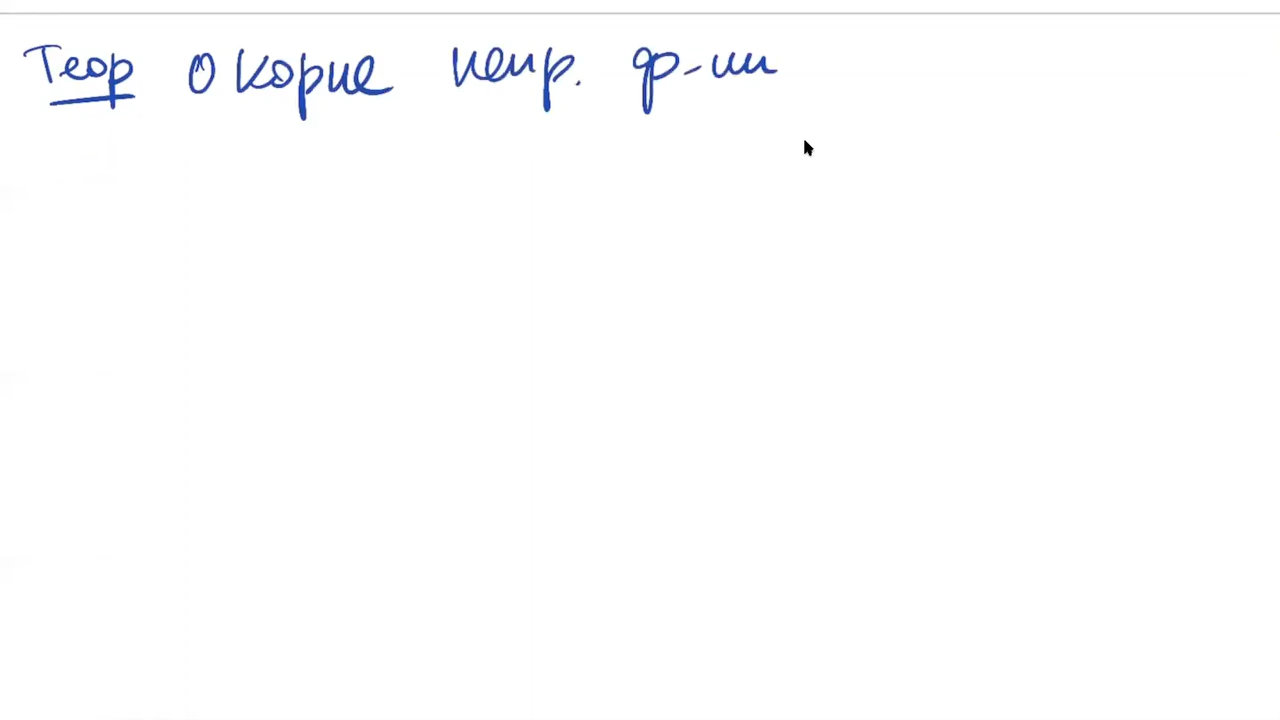 Теор о корне непр. ф-ии